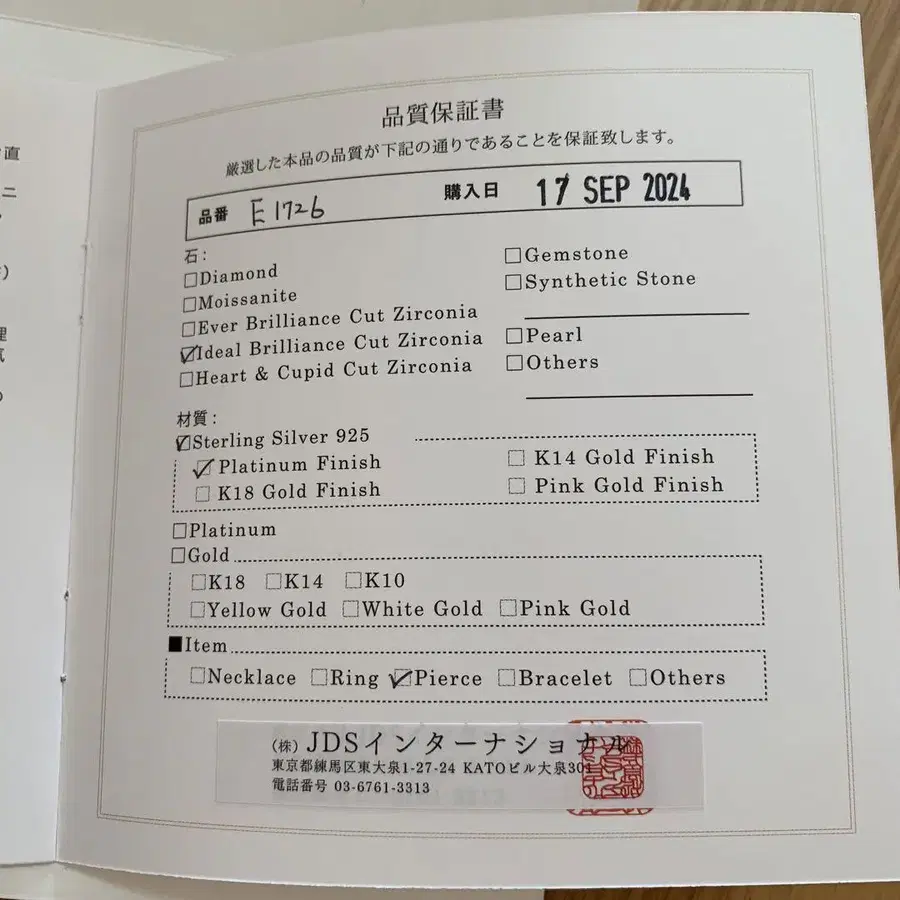 直
ニ
理
気
の
品質保証書
厳選した本品の品質が下記の通りであることを保証致します。
品番 E1726 購入日 17 SEP 2024
石：
□Diamond
□Moissanite
□Ever Brilliance Cut Zirconia
☑Ideal Brilliance Cut Zirconia
□Heart & Cupid Cut Zirconia
□Gemstone
□Synthetic Stone
□Pearl
□Others
材質：
☑Sterling Silver 925
☑Platinum Finish □K14 Gold Finish
□K18 Gold Finish □Pink Gold Finish
□Platinum
□Gold
□K18 □K14 □K10
□Yellow Gold □White Gold □Pink Gold
■Item
□Necklace □Ring ☑Pierce □Bracelet □Others
（株）JDSインターナショナル
東京都練馬区東大泉1-27-24 KATOビル大泉301
電話番号 03-6761-3313